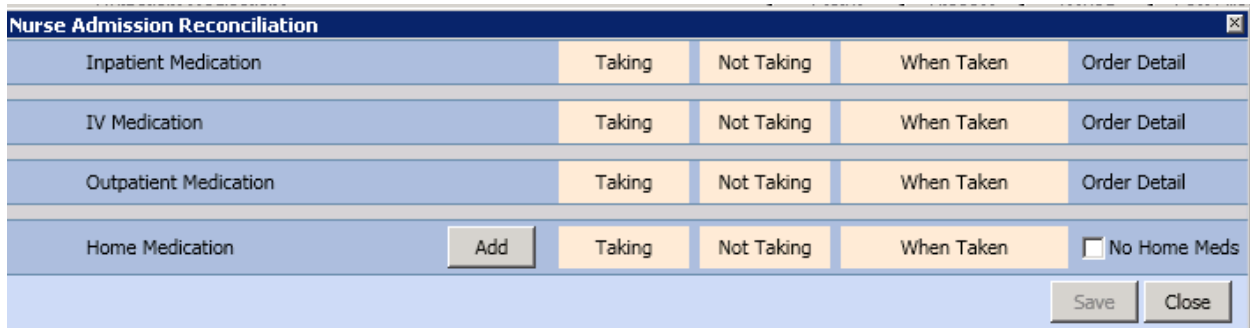 Nurse Admission Reconciliation
Inpatient Medication Taking Not Taking When Taken Order Detail
IV Medication Taking Not Taking When Taken Order Detail
Outpatient Medication Taking Not Taking When Taken Order Detail
Home Medication Add Taking Not Taking When Taken No Home Meds
Save Close